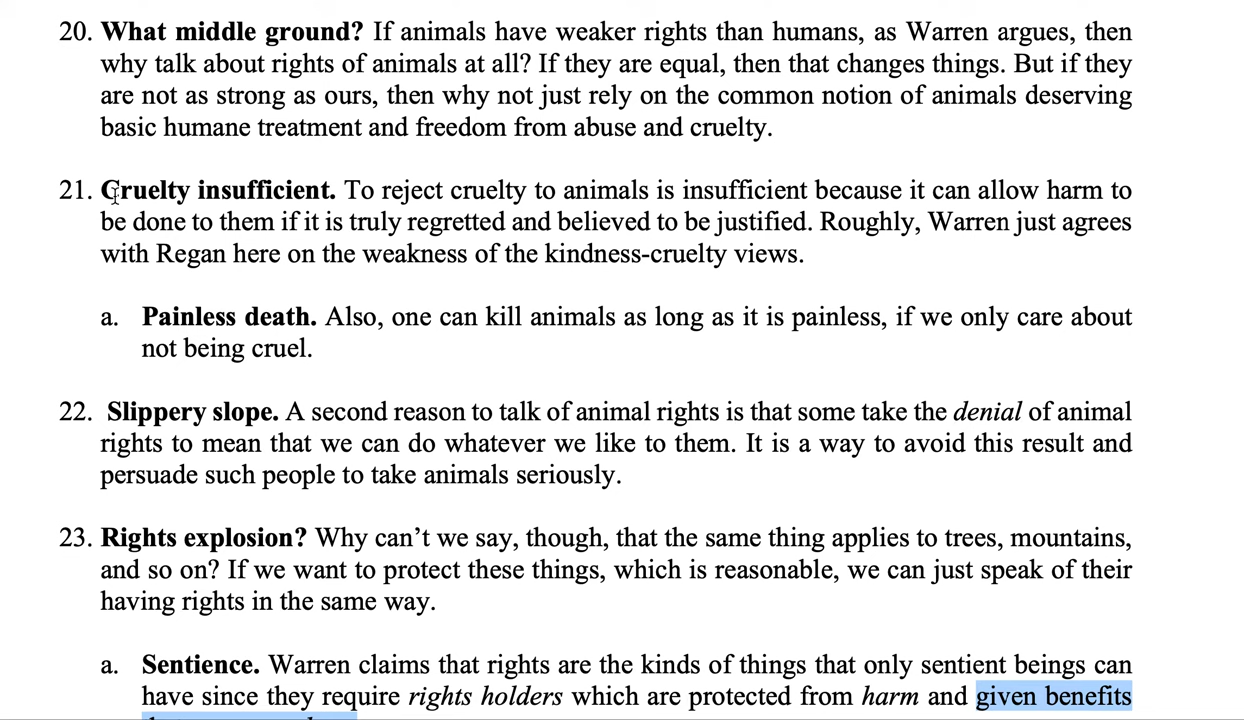 20. What middle ground? If animals have weaker rights than humans, as Warren argues, then
why talk about rights of animals at all? If they are equal, then that changes things. But if they
are not as strong as ours, then why not just rely on the common notion of animals deserving
basic humane treatment and freedom from abuse and cruelty.
21. Cruelty insufficient. To reject cruelty to animals is insufficient because it can allow harm to
be done to them if it is truly regretted and believed to be justified. Roughly, Warren just agrees
with Regan here on the weakness of the kindness-cruelty views.
a. Painless death. Also, one can kill animals as long as it is painless, if we only care about
not being cruel.
22. Slippery slope. A second reason to talk of animal rights is that some take the denial of animal
rights to mean that we can do whatever we like to them. It is a way to avoid this result and
persuade such people to take animals seriously.
23. Rights explosion? Why can’t we say, though, that the same thing applies to trees, mountains,
and so on? If we want to protect these things, which is reasonable, we can just speak of their
having rights in the same way.
a. Sentience. Warren claims that rights are the kinds of things that only sentient beings can
have since they require rights holders which are protected from harm and given benefits